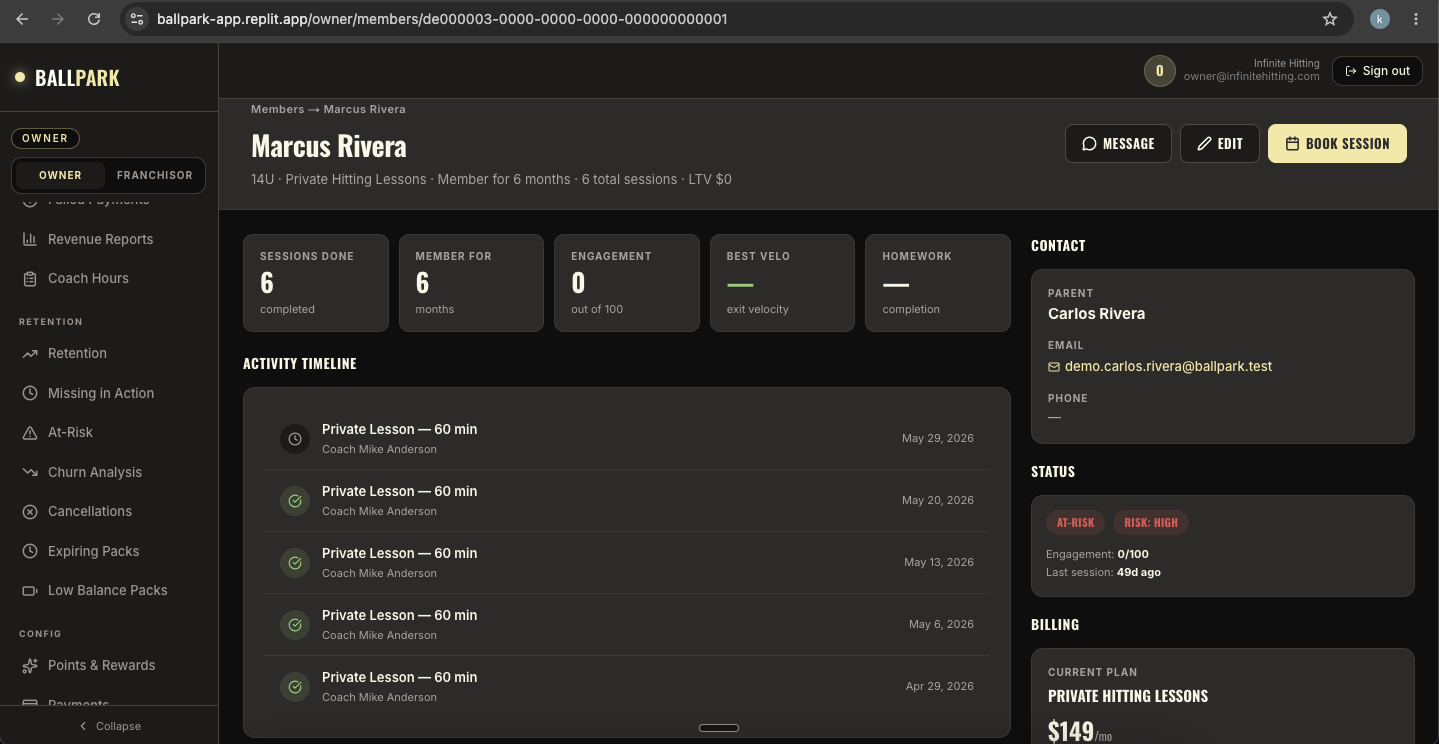 ballpark-app.replit.app/owner/members/de000003-0000-0000-0000-000000000001
k
BALLPARK
OWNER
OWNER FRANCHISOR
Failed Payments
Revenue Reports
Coach Hours
RETENTION
Retention
Missing in Action
At-Risk
Churn Analysis
Cancellations
Expiring Packs
Low Balance Packs
CONFIG
Points & Rewards
Payments
Collapse
0
Infinite Hitting
owner@infinitehitting.com
Sign out
Members → Marcus Rivera
Marcus Rivera
14U · Private Hitting Lessons · Member for 6 months · 6 total sessions · LTV $0
MESSAGE
EDIT
BOOK SESSION
SESSIONS DONE
6
completed
MEMBER FOR
6
months
ENGAGEMENT
0
out of 100
BEST VELO
—
exit velocity
HOMEWORK
—
completion
ACTIVITY TIMELINE
Private Lesson — 60 min
Coach Mike Anderson
May 29, 2026
Private Lesson — 60 min
Coach Mike Anderson
May 20, 2026
Private Lesson — 60 min
Coach Mike Anderson
May 13, 2026
Private Lesson — 60 min
Coach Mike Anderson
May 6, 2026
Private Lesson — 60 min
Coach Mike Anderson
Apr 29, 2026
CONTACT
PARENT
Carlos Rivera
EMAIL
demo.carlos.rivera@ballpark.test
PHONE
—
STATUS
AT-RISK RISK: HIGH
Engagement: 0/100
Last session: 49d ago
BILLING
CURRENT PLAN
PRIVATE HITTING LESSONS
$149/mo